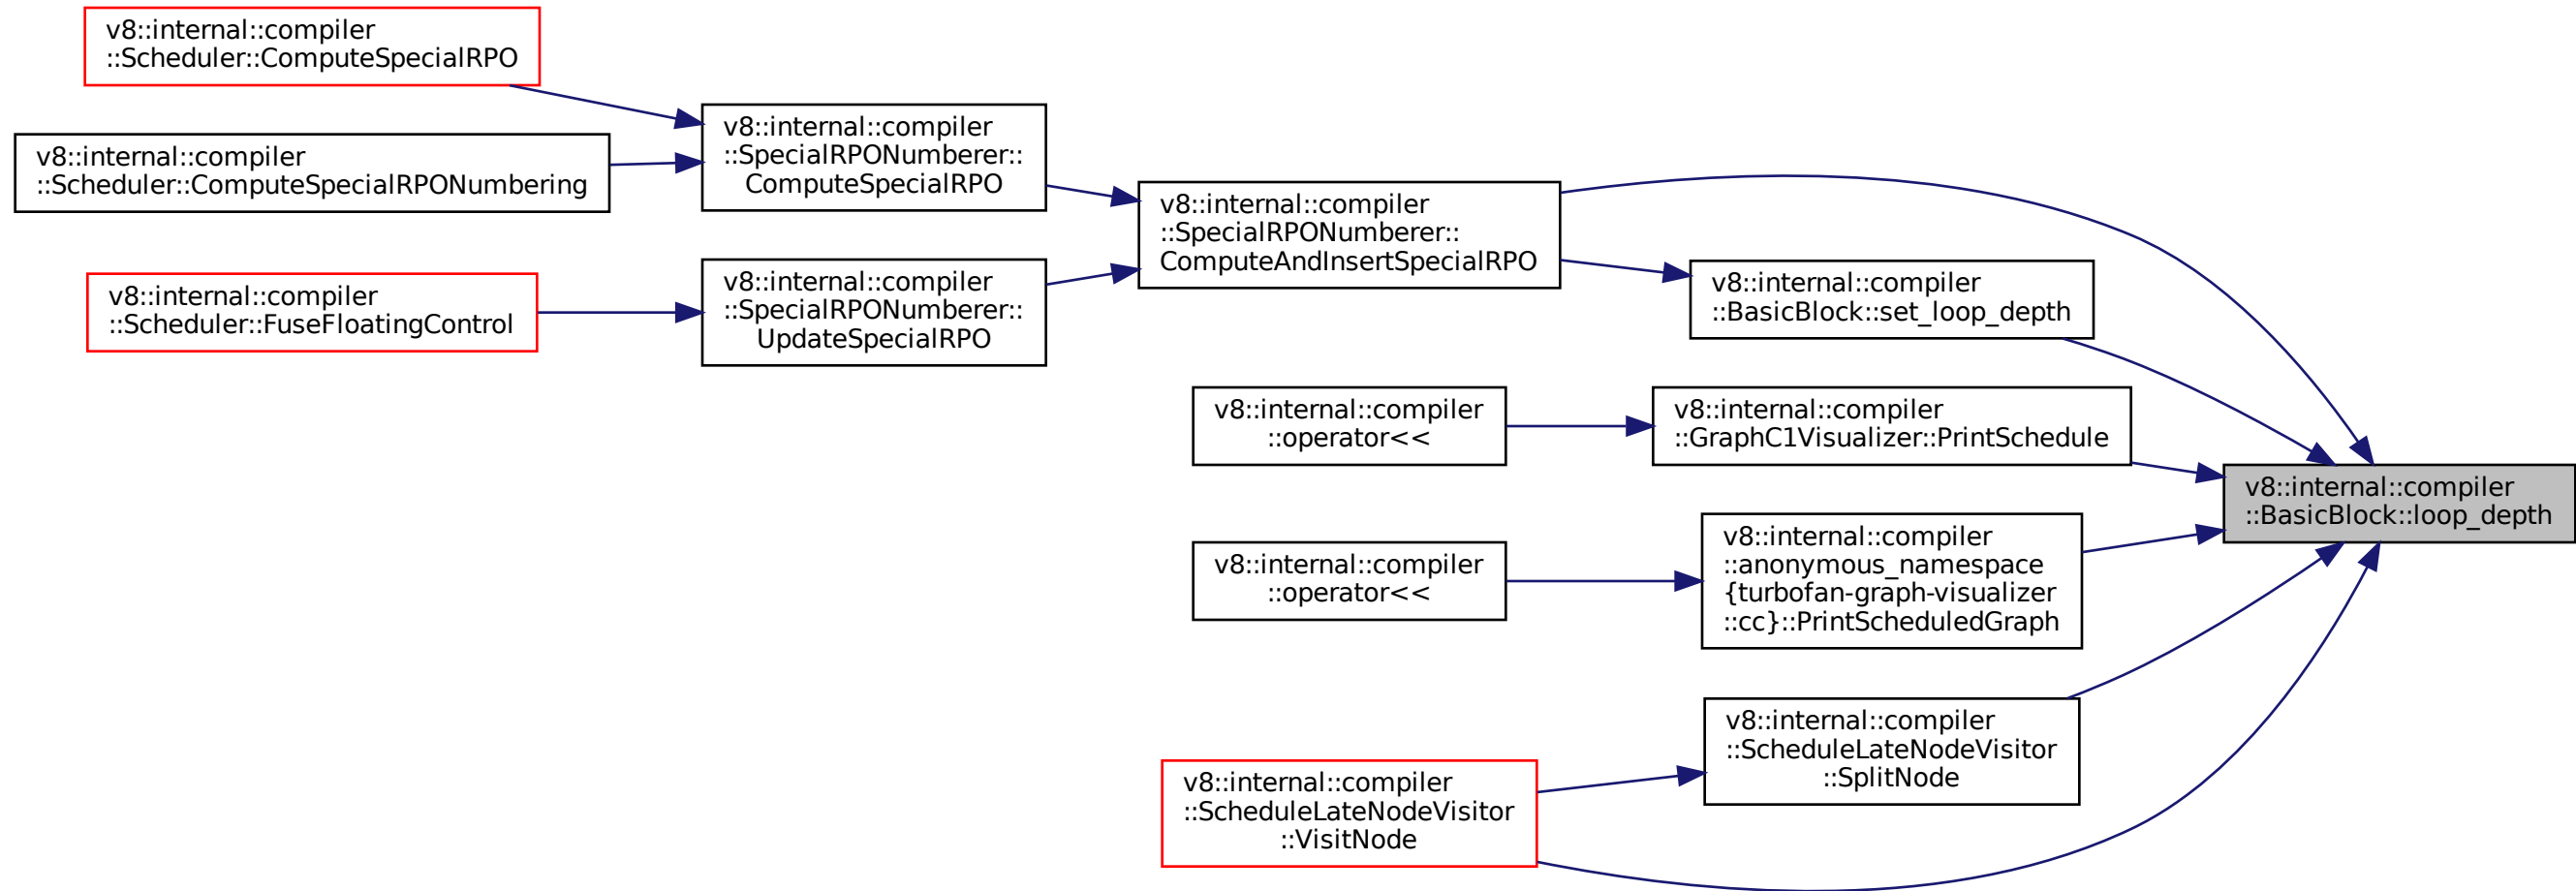 v8::internal::compiler
::Scheduler::ComputeSpecialRPO
v8::internal::compiler
::Scheduler::ComputeSpecialRPONumbering
v8::internal::compiler
::Scheduler::FuseFloatingControl
v8::internal::compiler
::SpecialRPONumberer::
ComputeSpecialRPO
v8::internal::compiler
::SpecialRPONumberer::
UpdateSpecialRPO
v8::internal::compiler
::SpecialRPONumberer::
ComputeAndInsertSpecialRPO
v8::internal::compiler
::BasicBlock::set_loop_depth
v8::internal::compiler
::operator<<
v8::internal::compiler
::GraphC1Visualizer::PrintSchedule
v8::internal::compiler
::BasicBlock::loop_depth
v8::internal::compiler
::operator<<
v8::internal::compiler
::anonymous_namespace
{turbofan-graph-visualizer
::cc}::PrintScheduledGraph
v8::internal::compiler
::ScheduleLateNodeVisitor
::SplitNode
v8::internal::compiler
::ScheduleLateNodeVisitor
::VisitNode